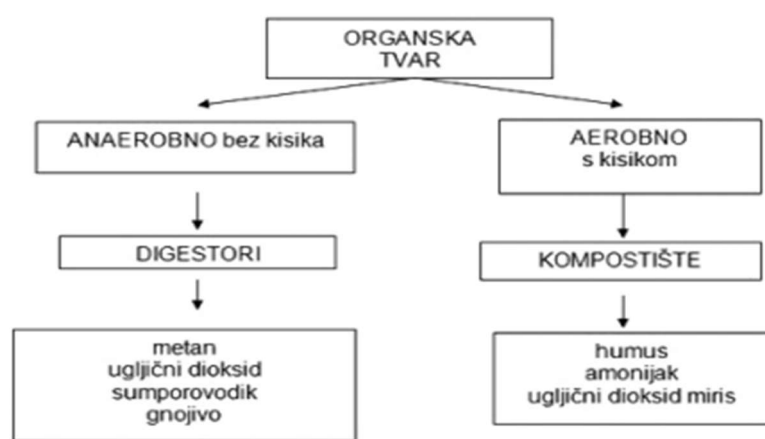 ORGANSKA
TVAR
ANAEROBNO bez kisika
AEROBNO
s kisikom
DIGESTORI
KOMPOSTIŠTE
metan
ugljični dioksid
sumporovodik
gnojivo
humus
amonijak
ugljični dioksid miris